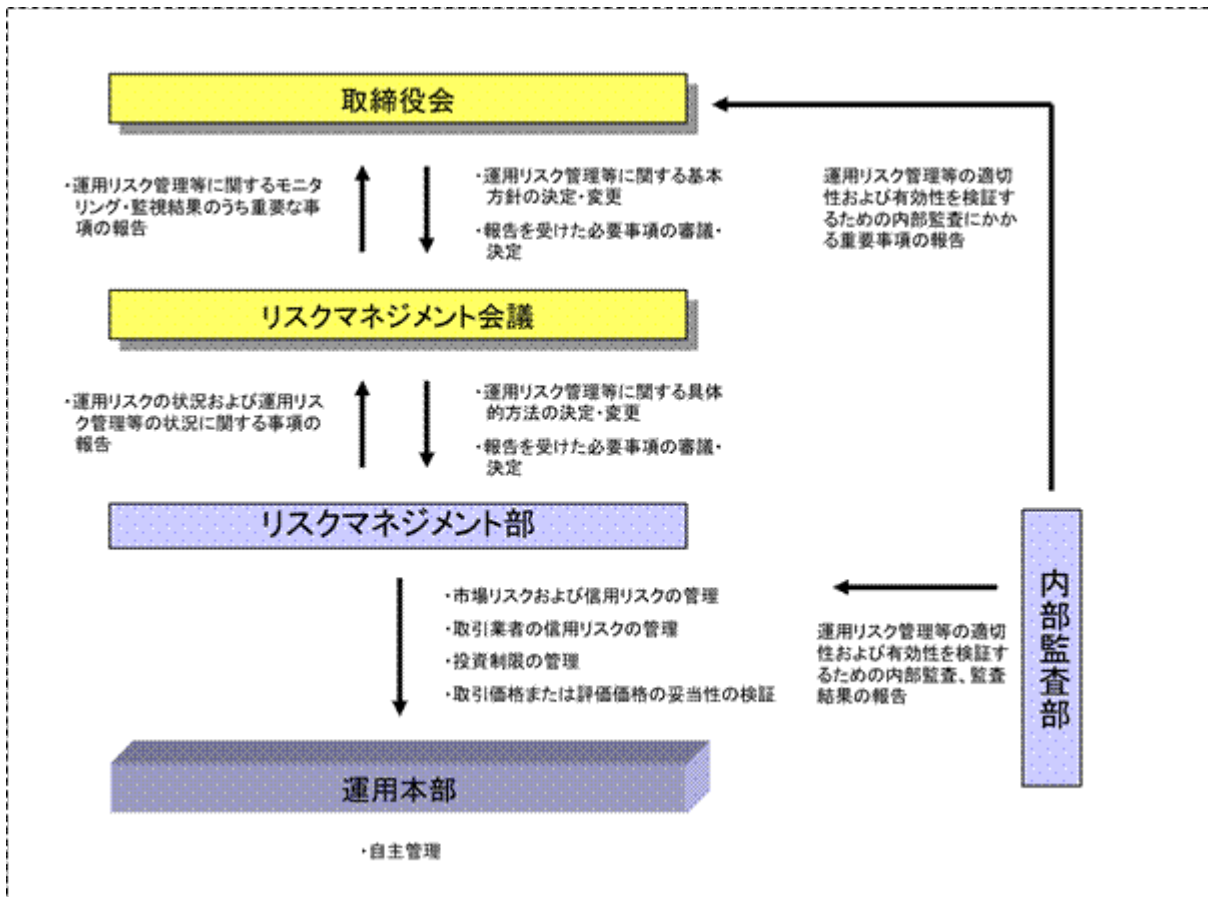 取締役会
・運用リスク管理等に関するモニ
タリング・監視結果のうち重要な事
項の報告
・運用リスク管理等に関する基本
方針の決定・変更
・報告を受けた必要事項の審議・
決定
運用リスク管理等の適切
性および有効性を検証す
るための内部監査にかか
る重要事項の報告
リスクマネジメント会議
・運用リスクの状況および運用リス
ク管理等の状況に関する事項の
報告
・運用リスク管理等に関する具体
的方法の決定・変更
・報告を受けた必要事項の審議・
決定
リスクマネジメント部
・市場リスクおよび信用リスクの管理
・取引業者の信用リスクの管理
・投資制限の管理
・取引価格または評価価格の妥当性の検証
運用リスク管理等の適切
性および有効性を検証す
るための内部監査、監査
結果の報告
内部監査部
運用本部
・自主管理